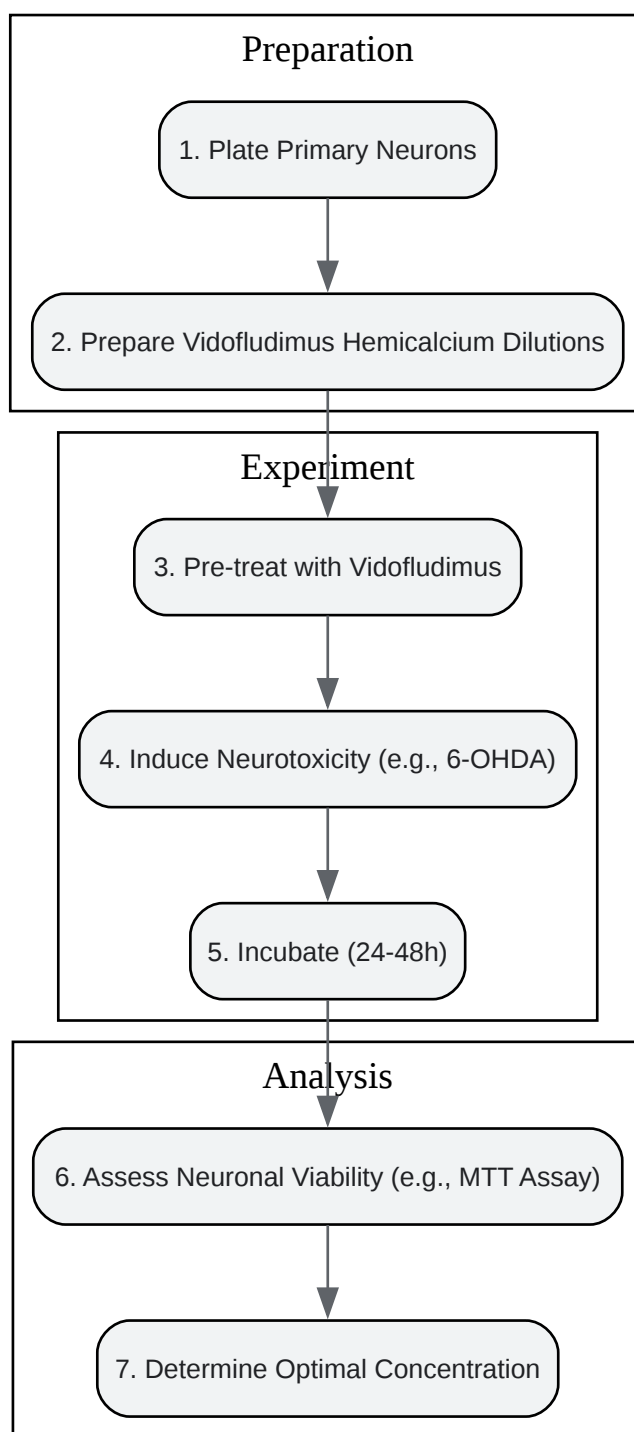 Preparation
1. Plate Primary Neurons
2. Prepare Vidofludimus Hemicalcium Dilutions
Experiment
3. Pre-treat with Vidofludimus
4. Induce Neurotoxicity (e.g., 6-OHDA)
5. Incubate (24-48h)
Analysis
6. Assess Neuronal Viability (e.g., MTT Assay)
7. Determine Optimal Concentration